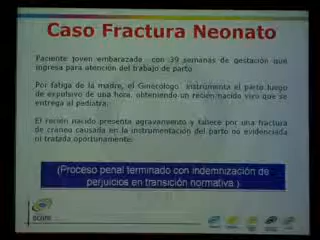 Caso Fractura Neonato
Paciente joven embarazada con 39 semanas de gestación que
ingresa para atención del trabajo de parto
Por fatiga de la madre, el Ginecólogo instrumenta el parto luego
de expulsivo de una hora, obteniendo un recién nacido vivo que se
entrega al pediatra.
El recién nacido presenta agravamiento y fallece por una fractura
de cráneo causada en la instrumentación del parto no evidenciada
ni tratada oportunamente.
(Proceso penal terminado con indemnización de
perjuicios en transición normativa )
scare